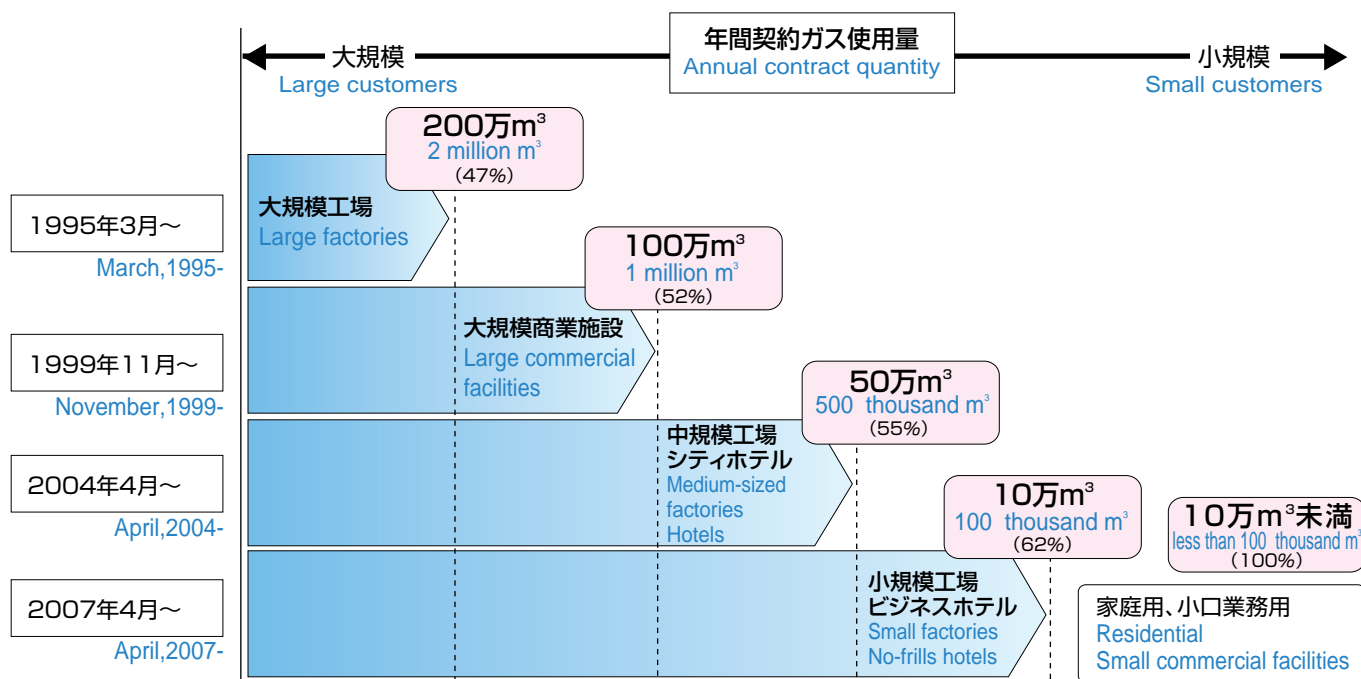 年間契約ガス使用量
Annual contract quantity
大規模
Large customers
小規模
Small customers
200万m³
2 million m³
(47%)
1995年3月～
March,1995-
大規模工場
Large factories
100万m³
1 million m³
(52%)
1999年11月～
November,1999-
大規模商業施設
Large commercial
facilities
50万m³
500 thousand m³
(55%)
2004年4月～
April,2004-
中規模工場
シティホテル
Medium-sized
factories
Hotels
10万m³
100 thousand m³
(62%)
10万m³未満
less than 100 thousand m³
(100%)
2007年4月～
April,2007-
小規模工場
ビジネスホテル
Small factories
No-frills hotels
家庭用、小口業務用
Residential
Small commercial facilities